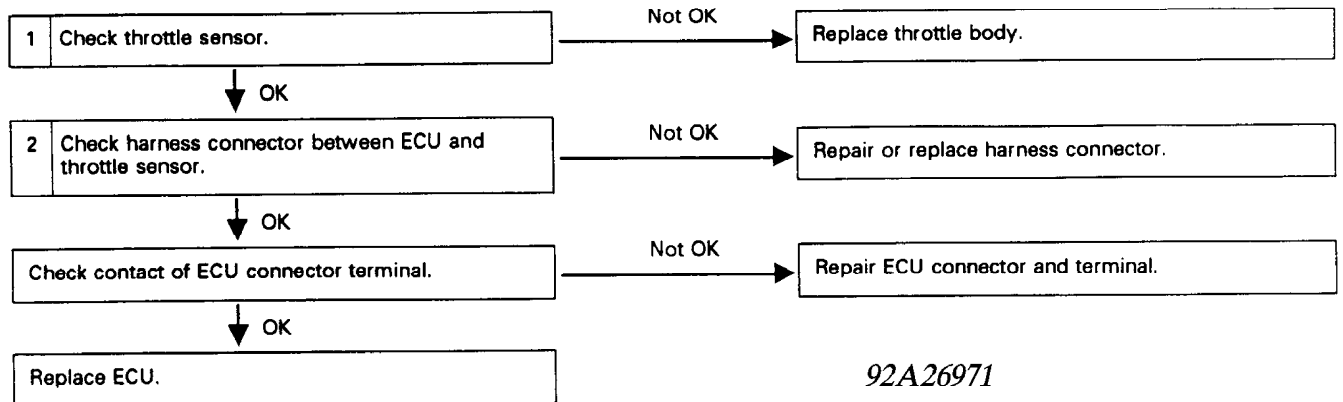 1 Check throttle sensor.
Not OK
Replace throttle body.
OK
2 Check harness connector between ECU and
throttle sensor.
Not OK
Repair or replace harness connector.
OK
Check contact of ECU connector terminal.
Not OK
Repair ECU connector and terminal.
OK
Replace ECU.
92A26971